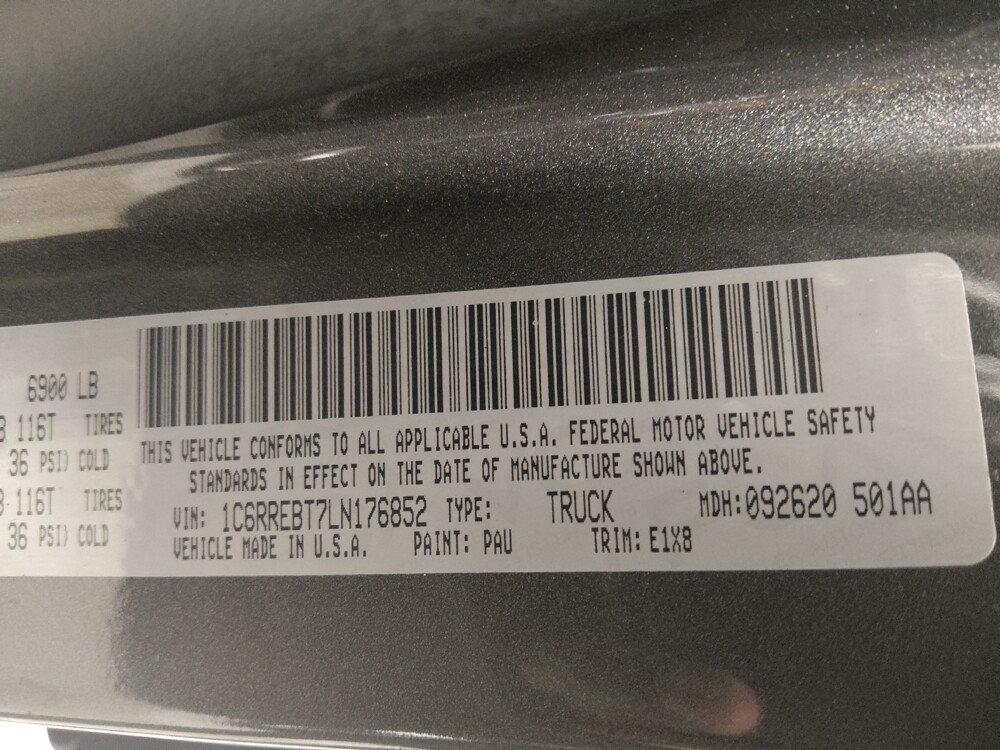 6900 LB
116T TIRES
36 PSI) COLD
-116T TIRES
36 PSI) COLD
THIS VEHICLE CONFORMS TO ALL APPLICABLE U.S.A. FEDERAL MOTOR VEHICLE SAFETY
STANDARDS IN EFFECT ON THE DATE OF MANUFACTURE SHOWN ABOVE.
VIN: 1C6RREBT7LN176852 TYPE: TRUCK MDH:092620 501AA
VEHICLE MADE IN U.S.A. PAINT: PAU TRIM: E1X8